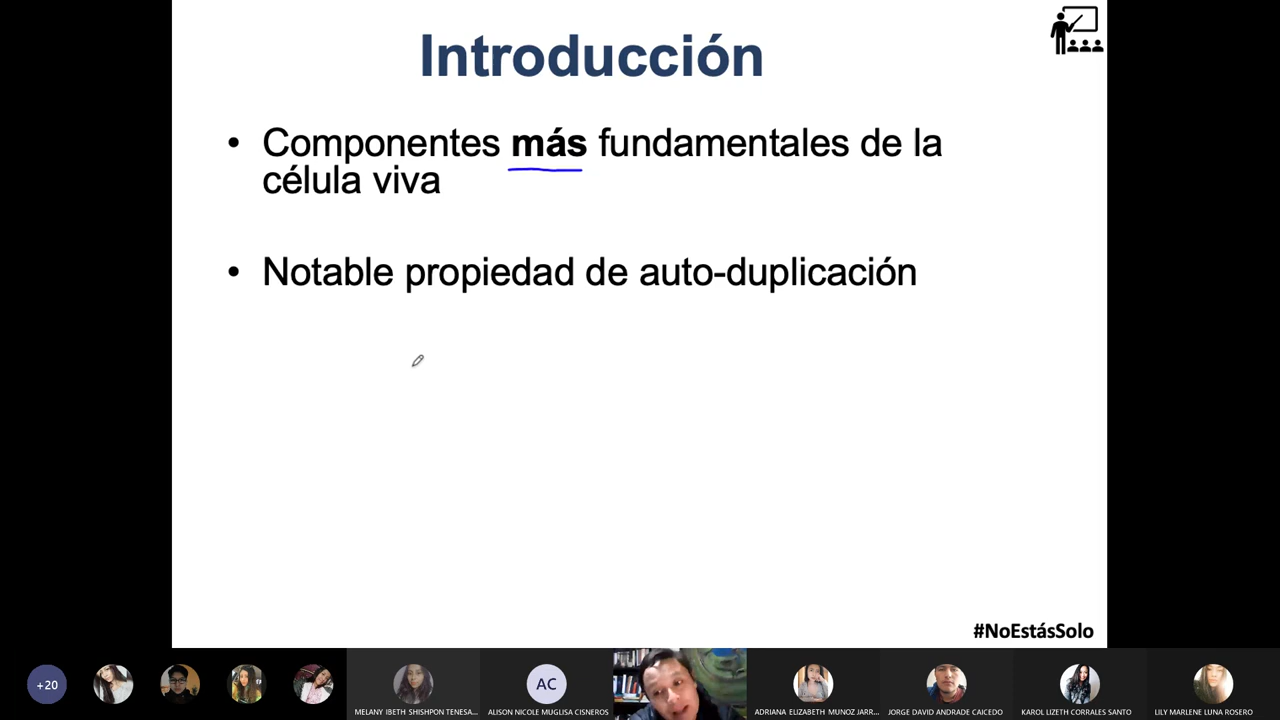 Introducción
• Componentes más fundamentales de la
célula viva
• Notable propiedad de auto-duplicación
#NoEstásSolo
+20
MELANY IBETH SHISHPON TENESA...
ALISON NICOLE MUGLISA CISNEROS
AC
ADRIANA ELIZABETH MUNOZ JARR...
JORGE DAVID ANDRADE CAICEDO
KAROL LIZETH CORRALES SANTO
LILY MARLENE LUNA ROSERO